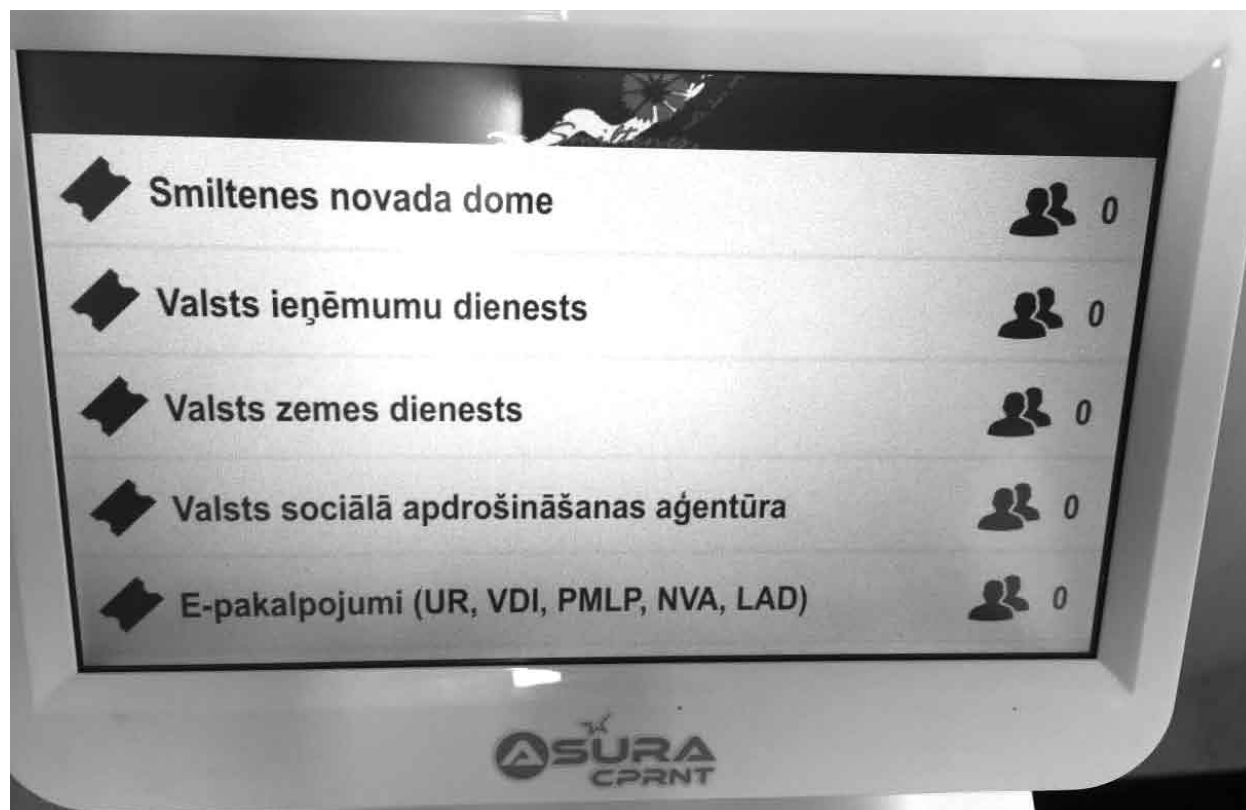 Smiltenes novada dome 0
Valsts ieņēmumu dienests 0
Valsts zemes dienests 0
Valsts sociālā apdrošināšanas aģentūra 0
E-pakalpojumi (UR, VDI, PMLP, NVA, LAD) 0
ASURA
CPRNT